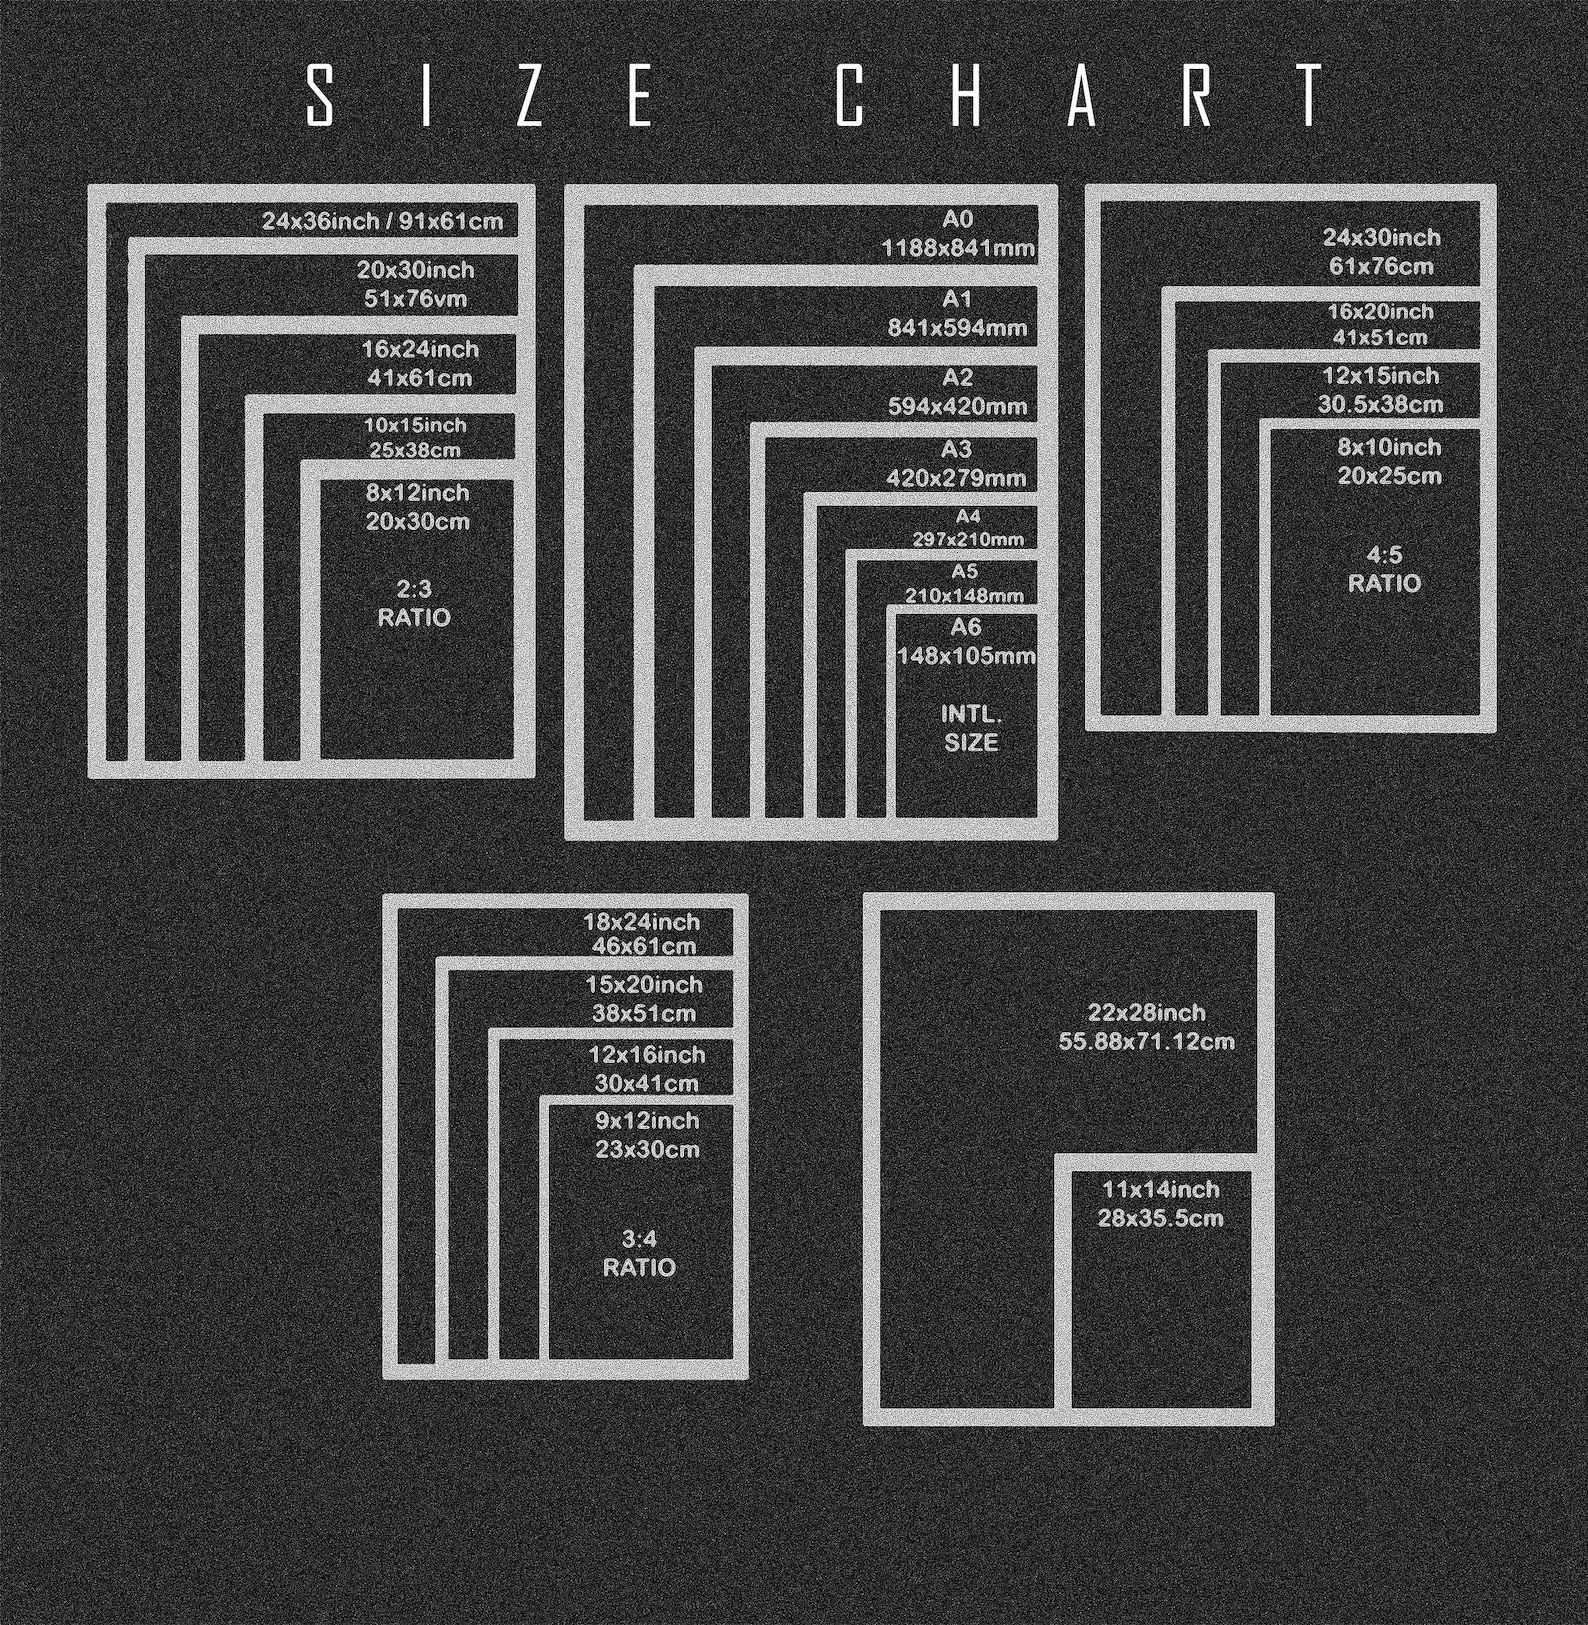 SIZE CHART
24x36inch / 91x61cm
20x30inch
51x76vm
16x24inch
41x61cm
10x15inch
25x38cm
8x12inch
20x30cm
2:3
RATIO
A0
1188x841mm
A1
841x594mm
A2
594x420mm
A3
420x279mm
A4
297x210mm
A5
210x148mm
A6
148x105mm
INTL.
SIZE
24x30inch
61x76cm
16x20inch
41x51cm
12x15inch
30.5x38cm
8x10inch
20x25cm
4:5
RATIO
18x24inch
46x61cm
15x20inch
38x51cm
12x16inch
30x41cm
9x12inch
23x30cm
3:4
RATIO
22x28inch
55.88x71.12cm
11x14inch
28x35.5cm